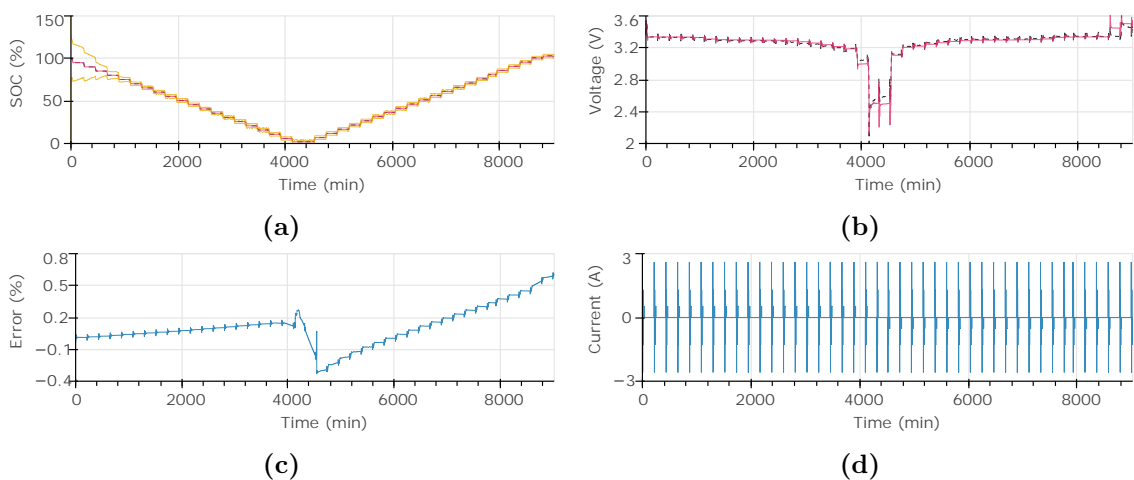 150
100
50
0
SOC (%)
0 2000 4000 6000 8000
Time (min)
(a)
3.6
3.2
2.8
2.4
2
Voltage (V)
0 2000 4000 6000 8000
Time (min)
(b)
0.8
0.5
0.2
−0.1
−0.4
Error (%)
0 2000 4000 6000 8000
Time (min)
(c)
3
0
−3
Current (A)
0 2000 4000 6000 8000
Time (min)
(d)